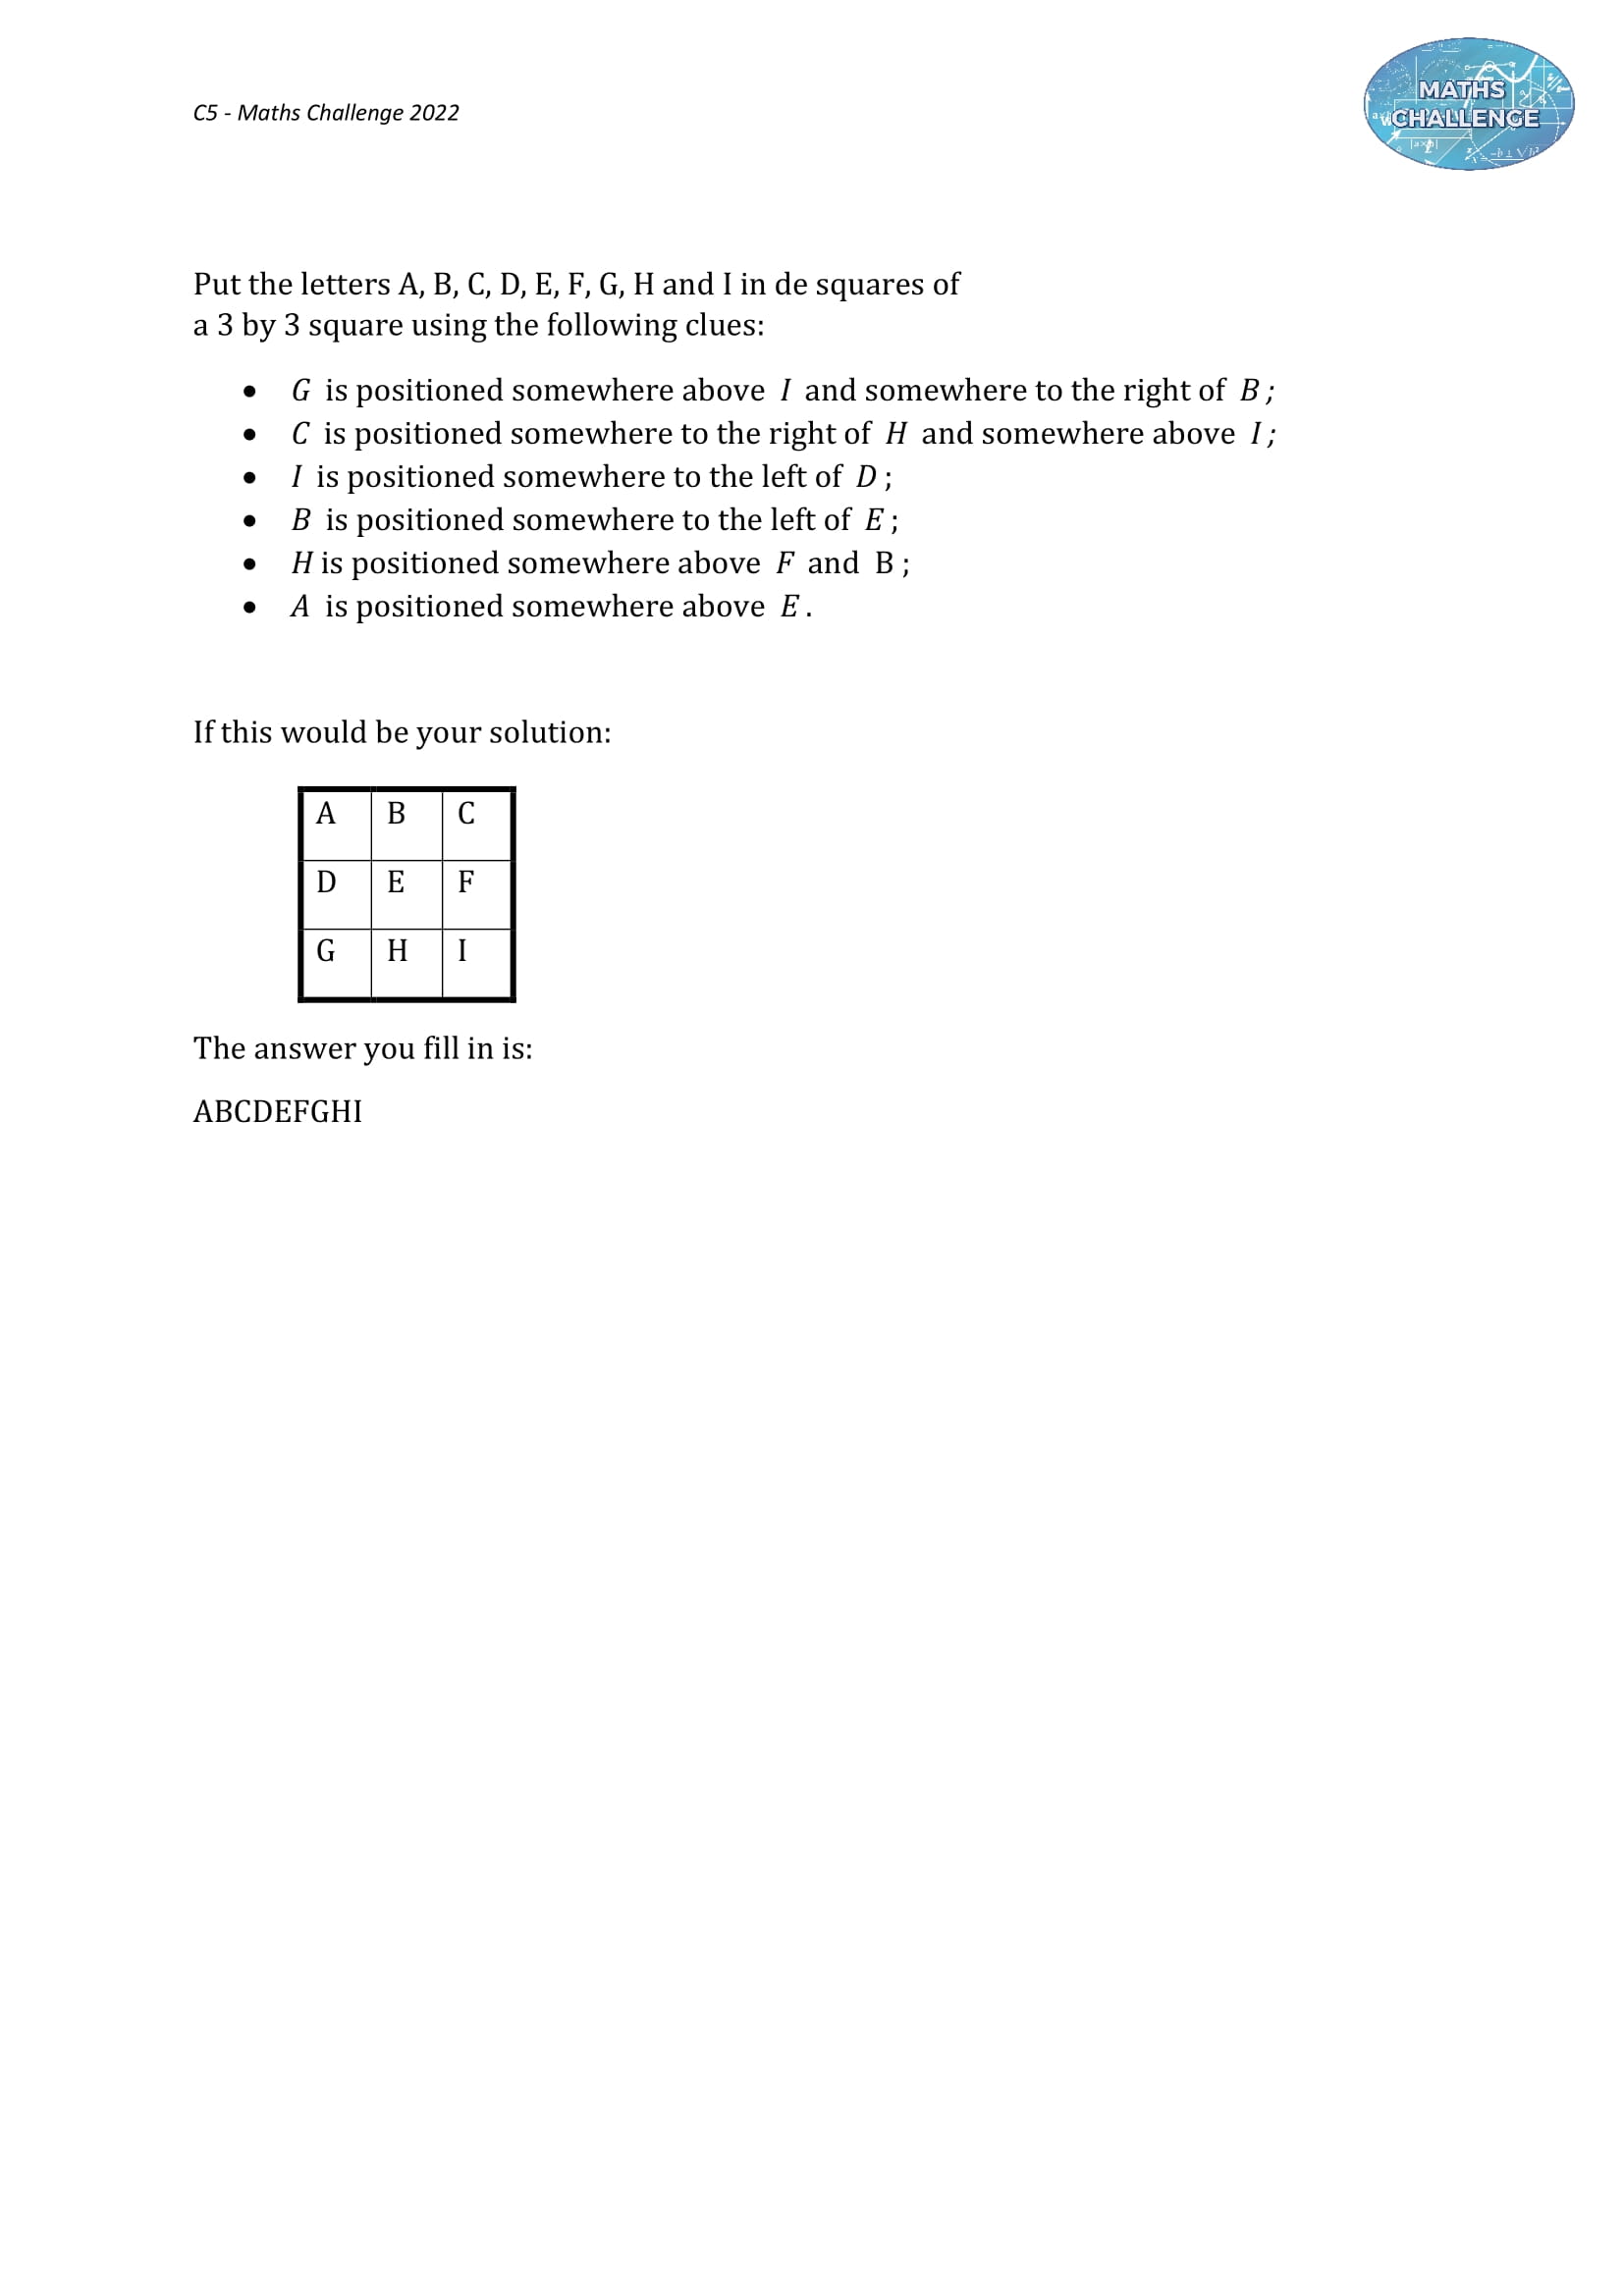 C5 - Maths Challenge 2022
MATHS
CHALLENGE
Put the letters A, B, C, D, E, F, G, H and I in de squares of
a 3 by 3 square using the following clues:
• G is positioned somewhere above I and somewhere to the right of B ;
• C is positioned somewhere to the right of H and somewhere above I ;
• I is positioned somewhere to the left of D ;
• B is positioned somewhere to the left of E ;
• H is positioned somewhere above F and B ;
• A is positioned somewhere above E .
If this would be your solution:
A B C
D E F
G H I
The answer you fill in is:
ABCDEFGHI